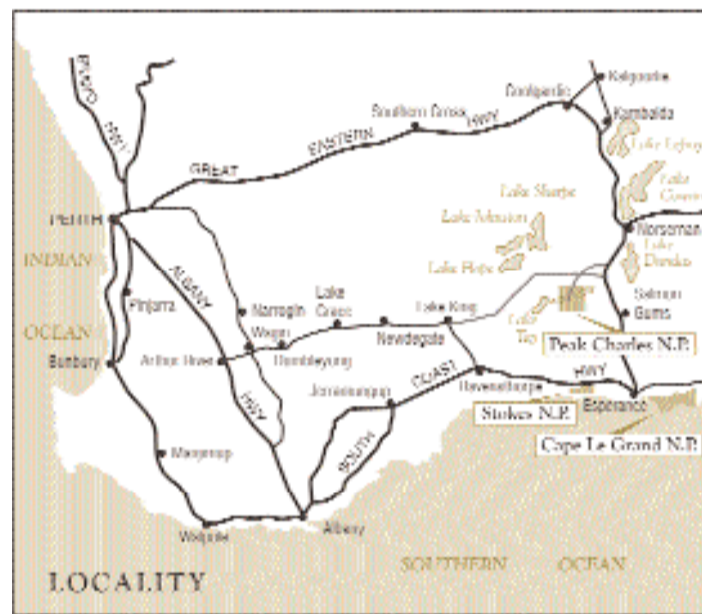 Kalgoorlie
Coolgardie
Southern Cross
Kambalda
HWY
EASTERN
GREAT
HWY
Lake Lefroy
Lake Cowan
Lake Sharpe
Lake Johnston
PERTH
Norseman
INDIAN
ALBANY
Lake Hope
Lake Dundas
Pinjarra
Narrogin
Lake Grace
Lake King
Salmon Gums
OCEAN
Wagin
Newdegate
Lake Tay
Peak Charles N.P.
Bunbury
Arthur River
Dumbleyung
COAST
HWY
Ravensthorpe
Jerramungup
Stokes N.P.
Esperance
HWY
SOUTH
Cape Le Grand N.P.
Manjimup
Walpole
Albany
SOUTHERN OCEAN
LOCALITY